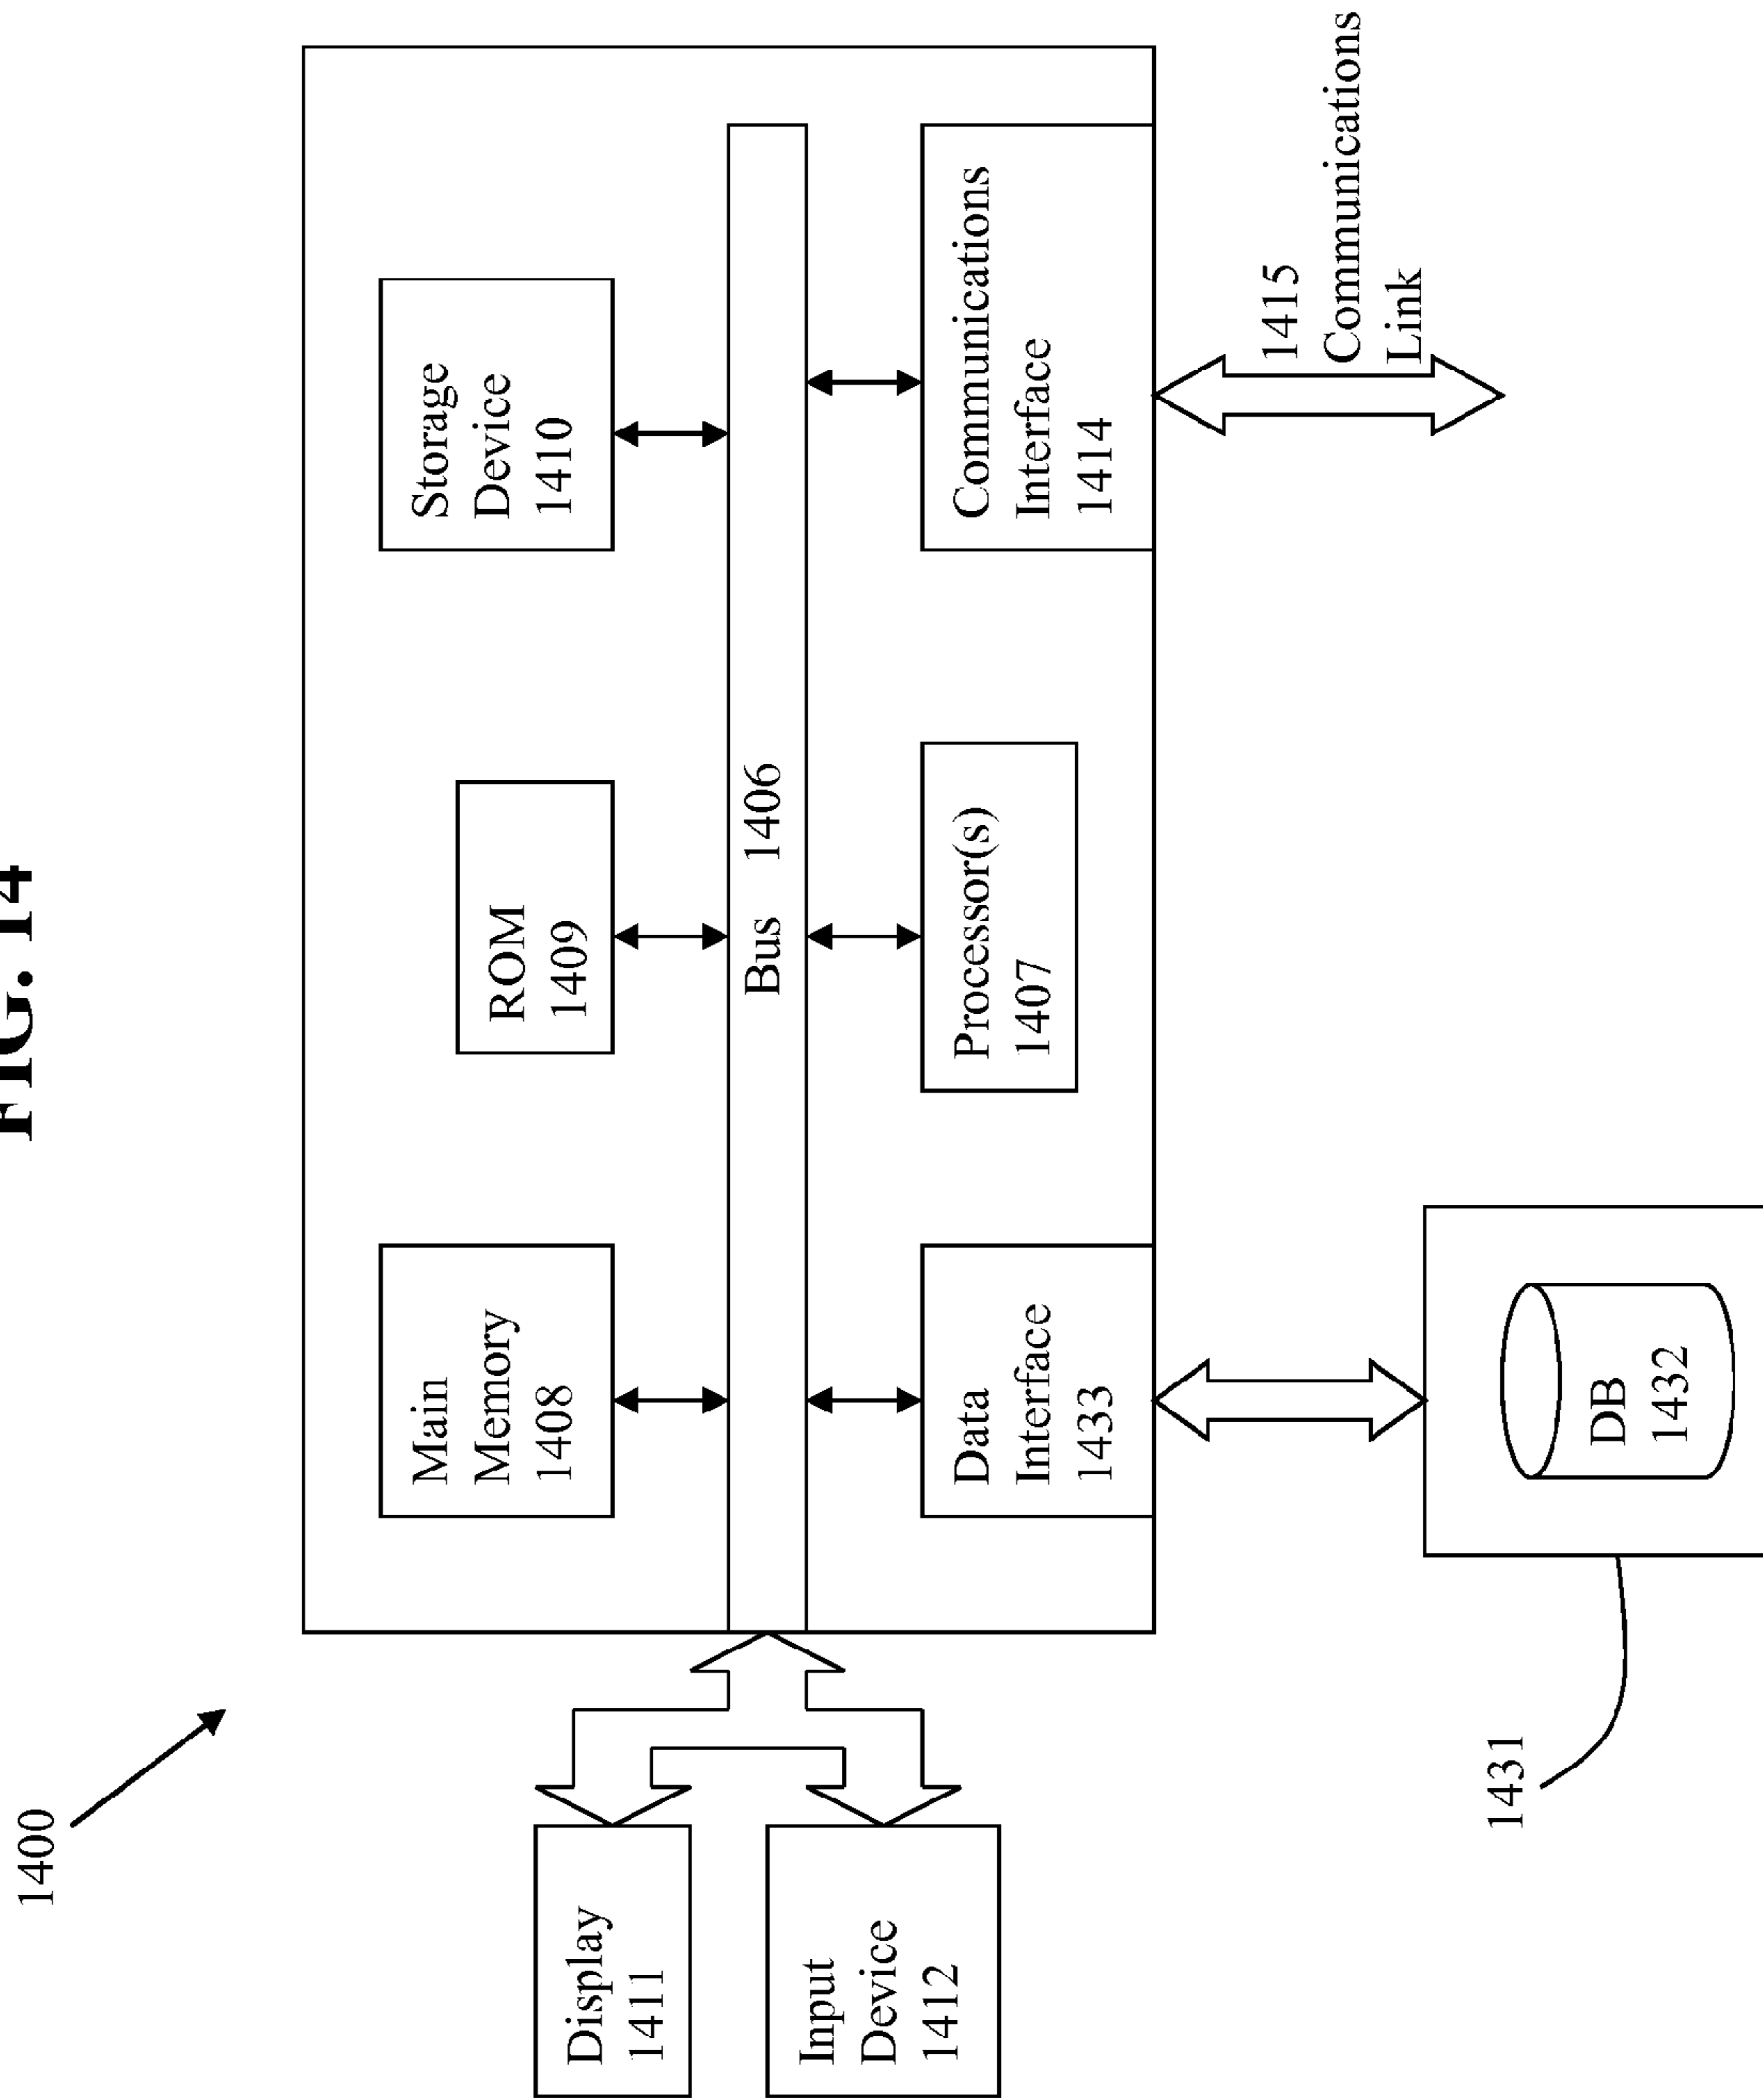 FIG. 14
1400
Main
Memory
1408
ROM
1409
Storage
Device
1410
Bus 1406
Display
1411
Input
Device
1412
Data
Interface
1433
Processor(s)
1407
Communications
Interface
1414
1415
Communications
Link
1431
DB
1432